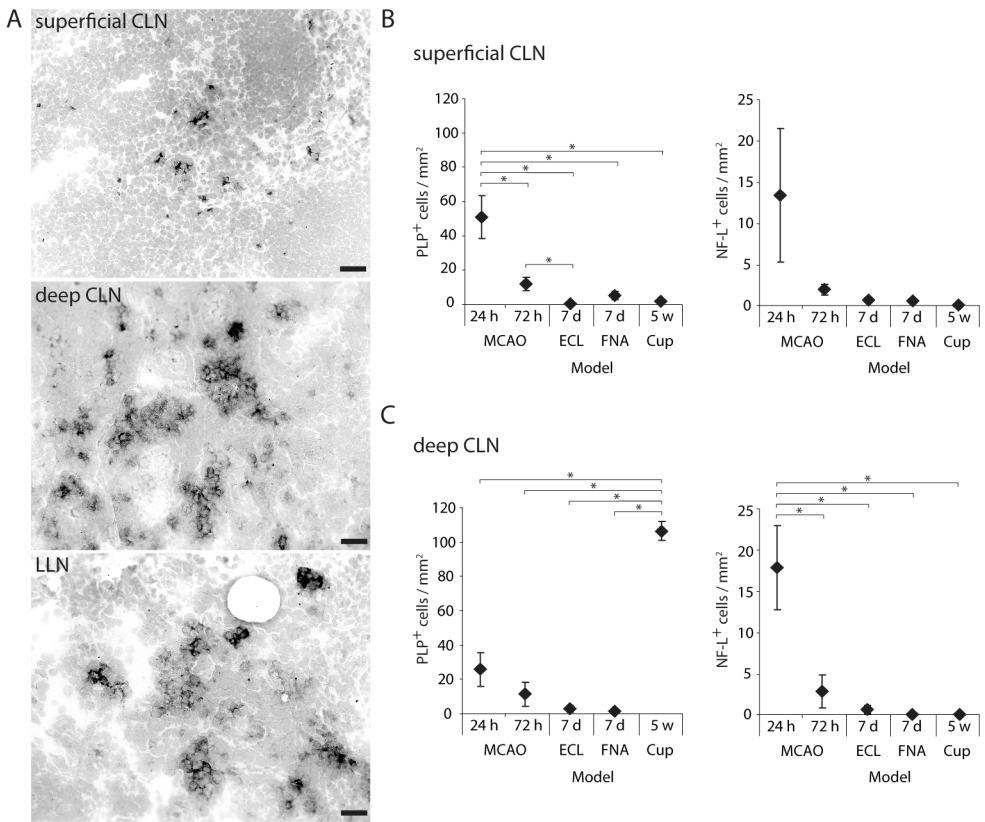 A
superficial CLN
deep CLN
LLN
B
superficial CLN
PLP⁺ cells / mm²
120
100
80
60
40
20
0
* * * * *
24 h 72 h 7 d 7 d 5 w
MCAO ECL FNA Cup
Model
NF-L⁺ cells / mm²
25
20
15
10
5
0
24 h 72 h 7 d 7 d 5 w
MCAO ECL FNA Cup
Model
C
deep CLN
PLP⁺ cells / mm²
120
100
80
60
40
20
0
* * * *
24 h 72 h 7 d 7 d 5 w
MCAO ECL FNA Cup
Model
NF-L⁺ cells / mm²
25
20
15
10
5
0
* * * *
24 h 72 h 7 d 7 d 5 w
MCAO ECL FNA Cup
Model